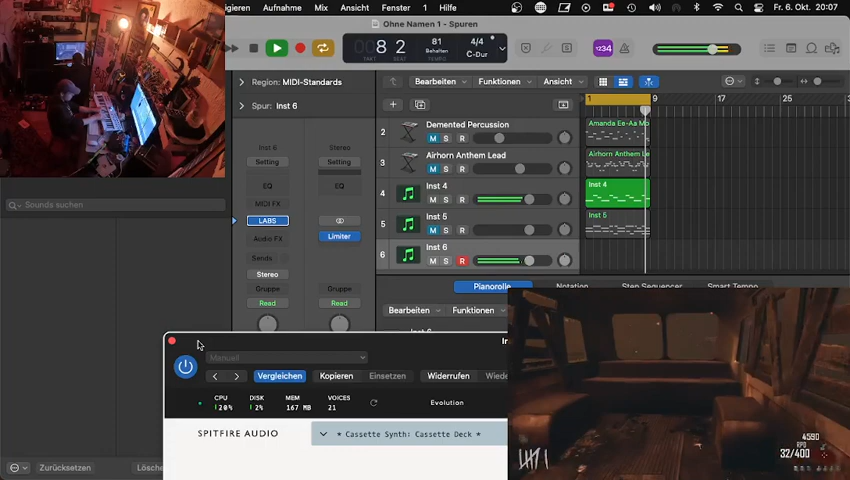 igieren Aufnahme Mix Ansicht Fenster 1 Hilfe Fr. 6. Okt. 20:07
Ohne Namen 1 - Spuren
8 2 81 Behalten TEMPO 4/4 C-Dur 1234
Region: MIDI-Standards Bearbeiten Funktionen Ansicht
Spur: Inst 6 1 9 17 25
Inst 6 Stereo
Setting Setting
EQ EQ
MIDI FX
LABS
Audio FX Limiter
Sends
Stereo
Gruppe Gruppe
Read Read
2 Demented Percussion M S R Amanda Ee-Aa Mo
3 Airhorn Anthem Lead M S R Airhorn Anthem Le
4 Inst 4 M S R Inst 4
5 Inst 5 M S R Inst 5
6 Inst 6 M S R
Pianorolle Notation Step Sequencer Smart Tempo
Bearbeiten Funktionen
Sounds suchen
Manuell
Vergleichen Kopieren Einsetzen Widerrufen Wiede
CPU DISK MEM VOICES
20% 2% 167 MB 21
Evolution
SPITFIRE AUDIO * Cassette Synth: Cassette Deck *
Zurücksetzen Lösche
4590
RPD
32/400